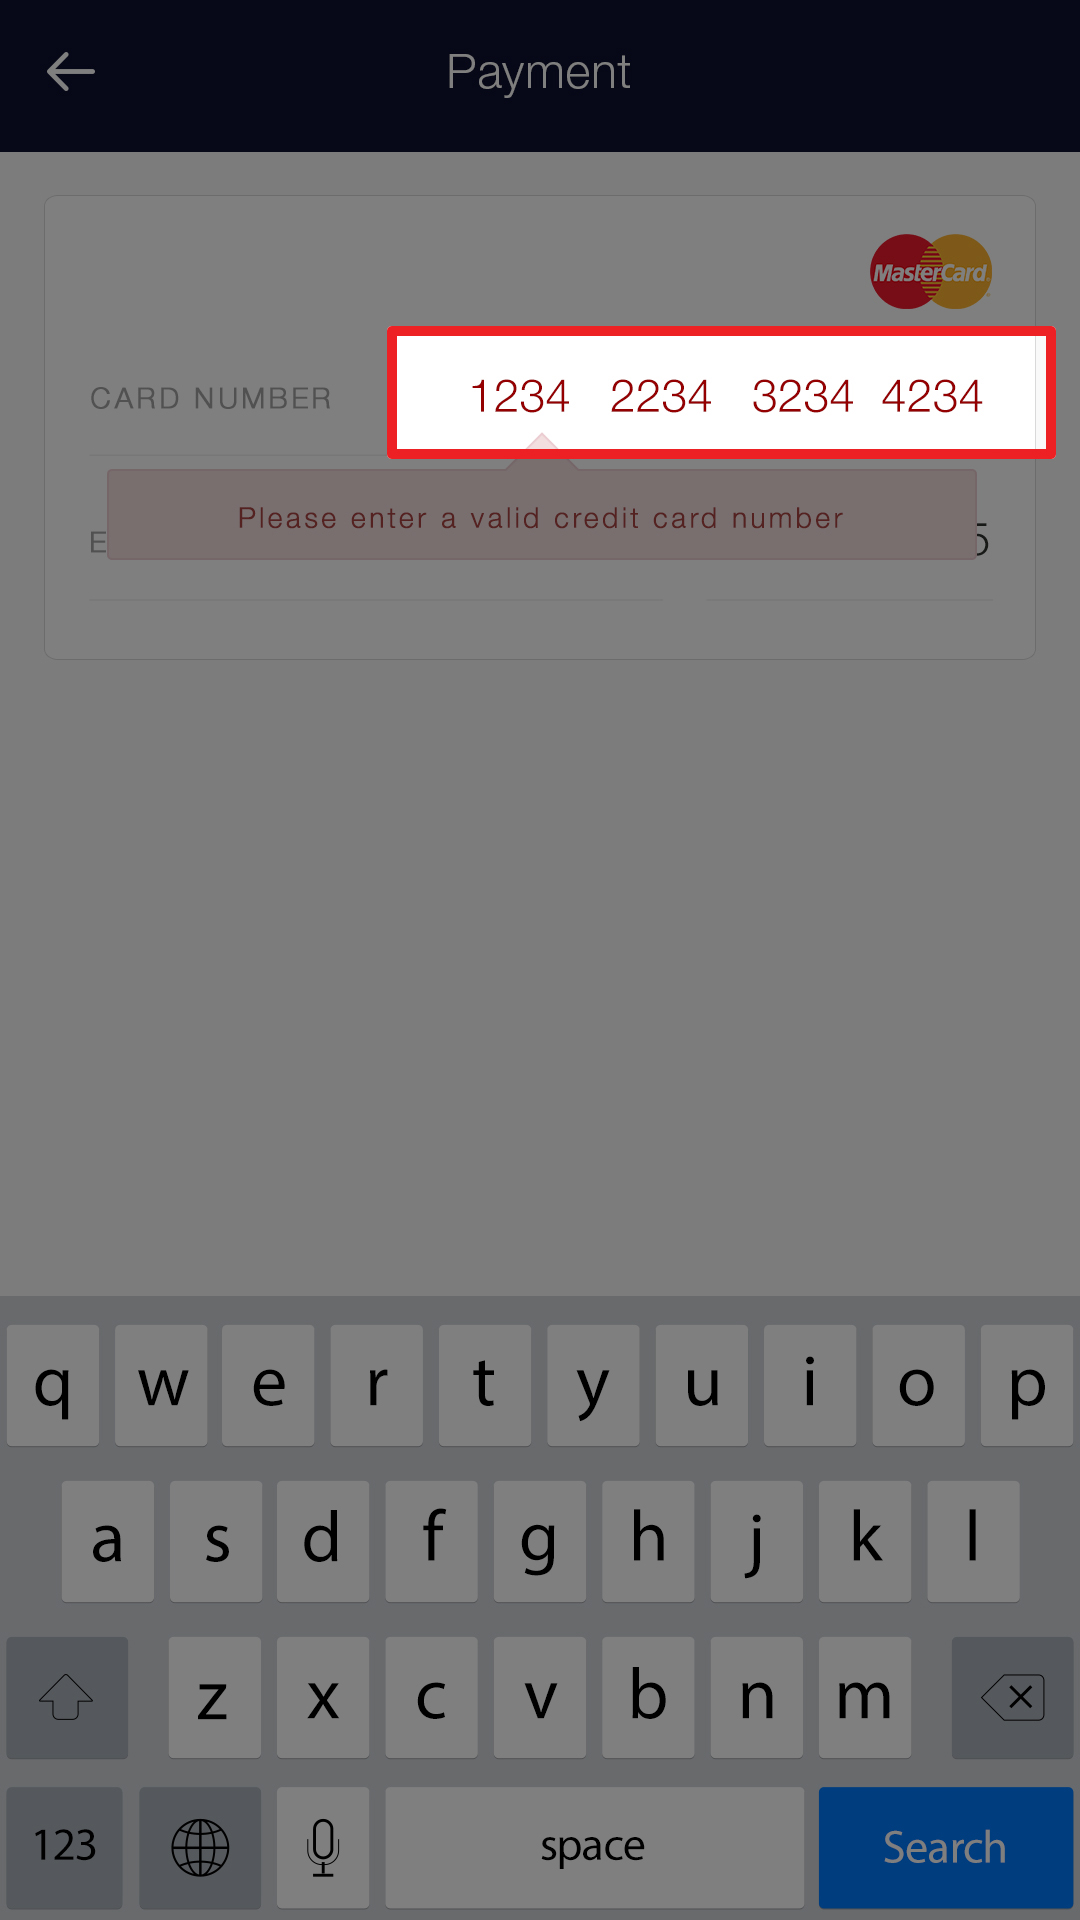 Payment
MasterCard
CARD NUMBER 1234 2234 3234 4234
Please enter a valid credit card number
E 5
q w e r t y u i o p
a s d f g h j k l
z x c v b n m
123 space Search